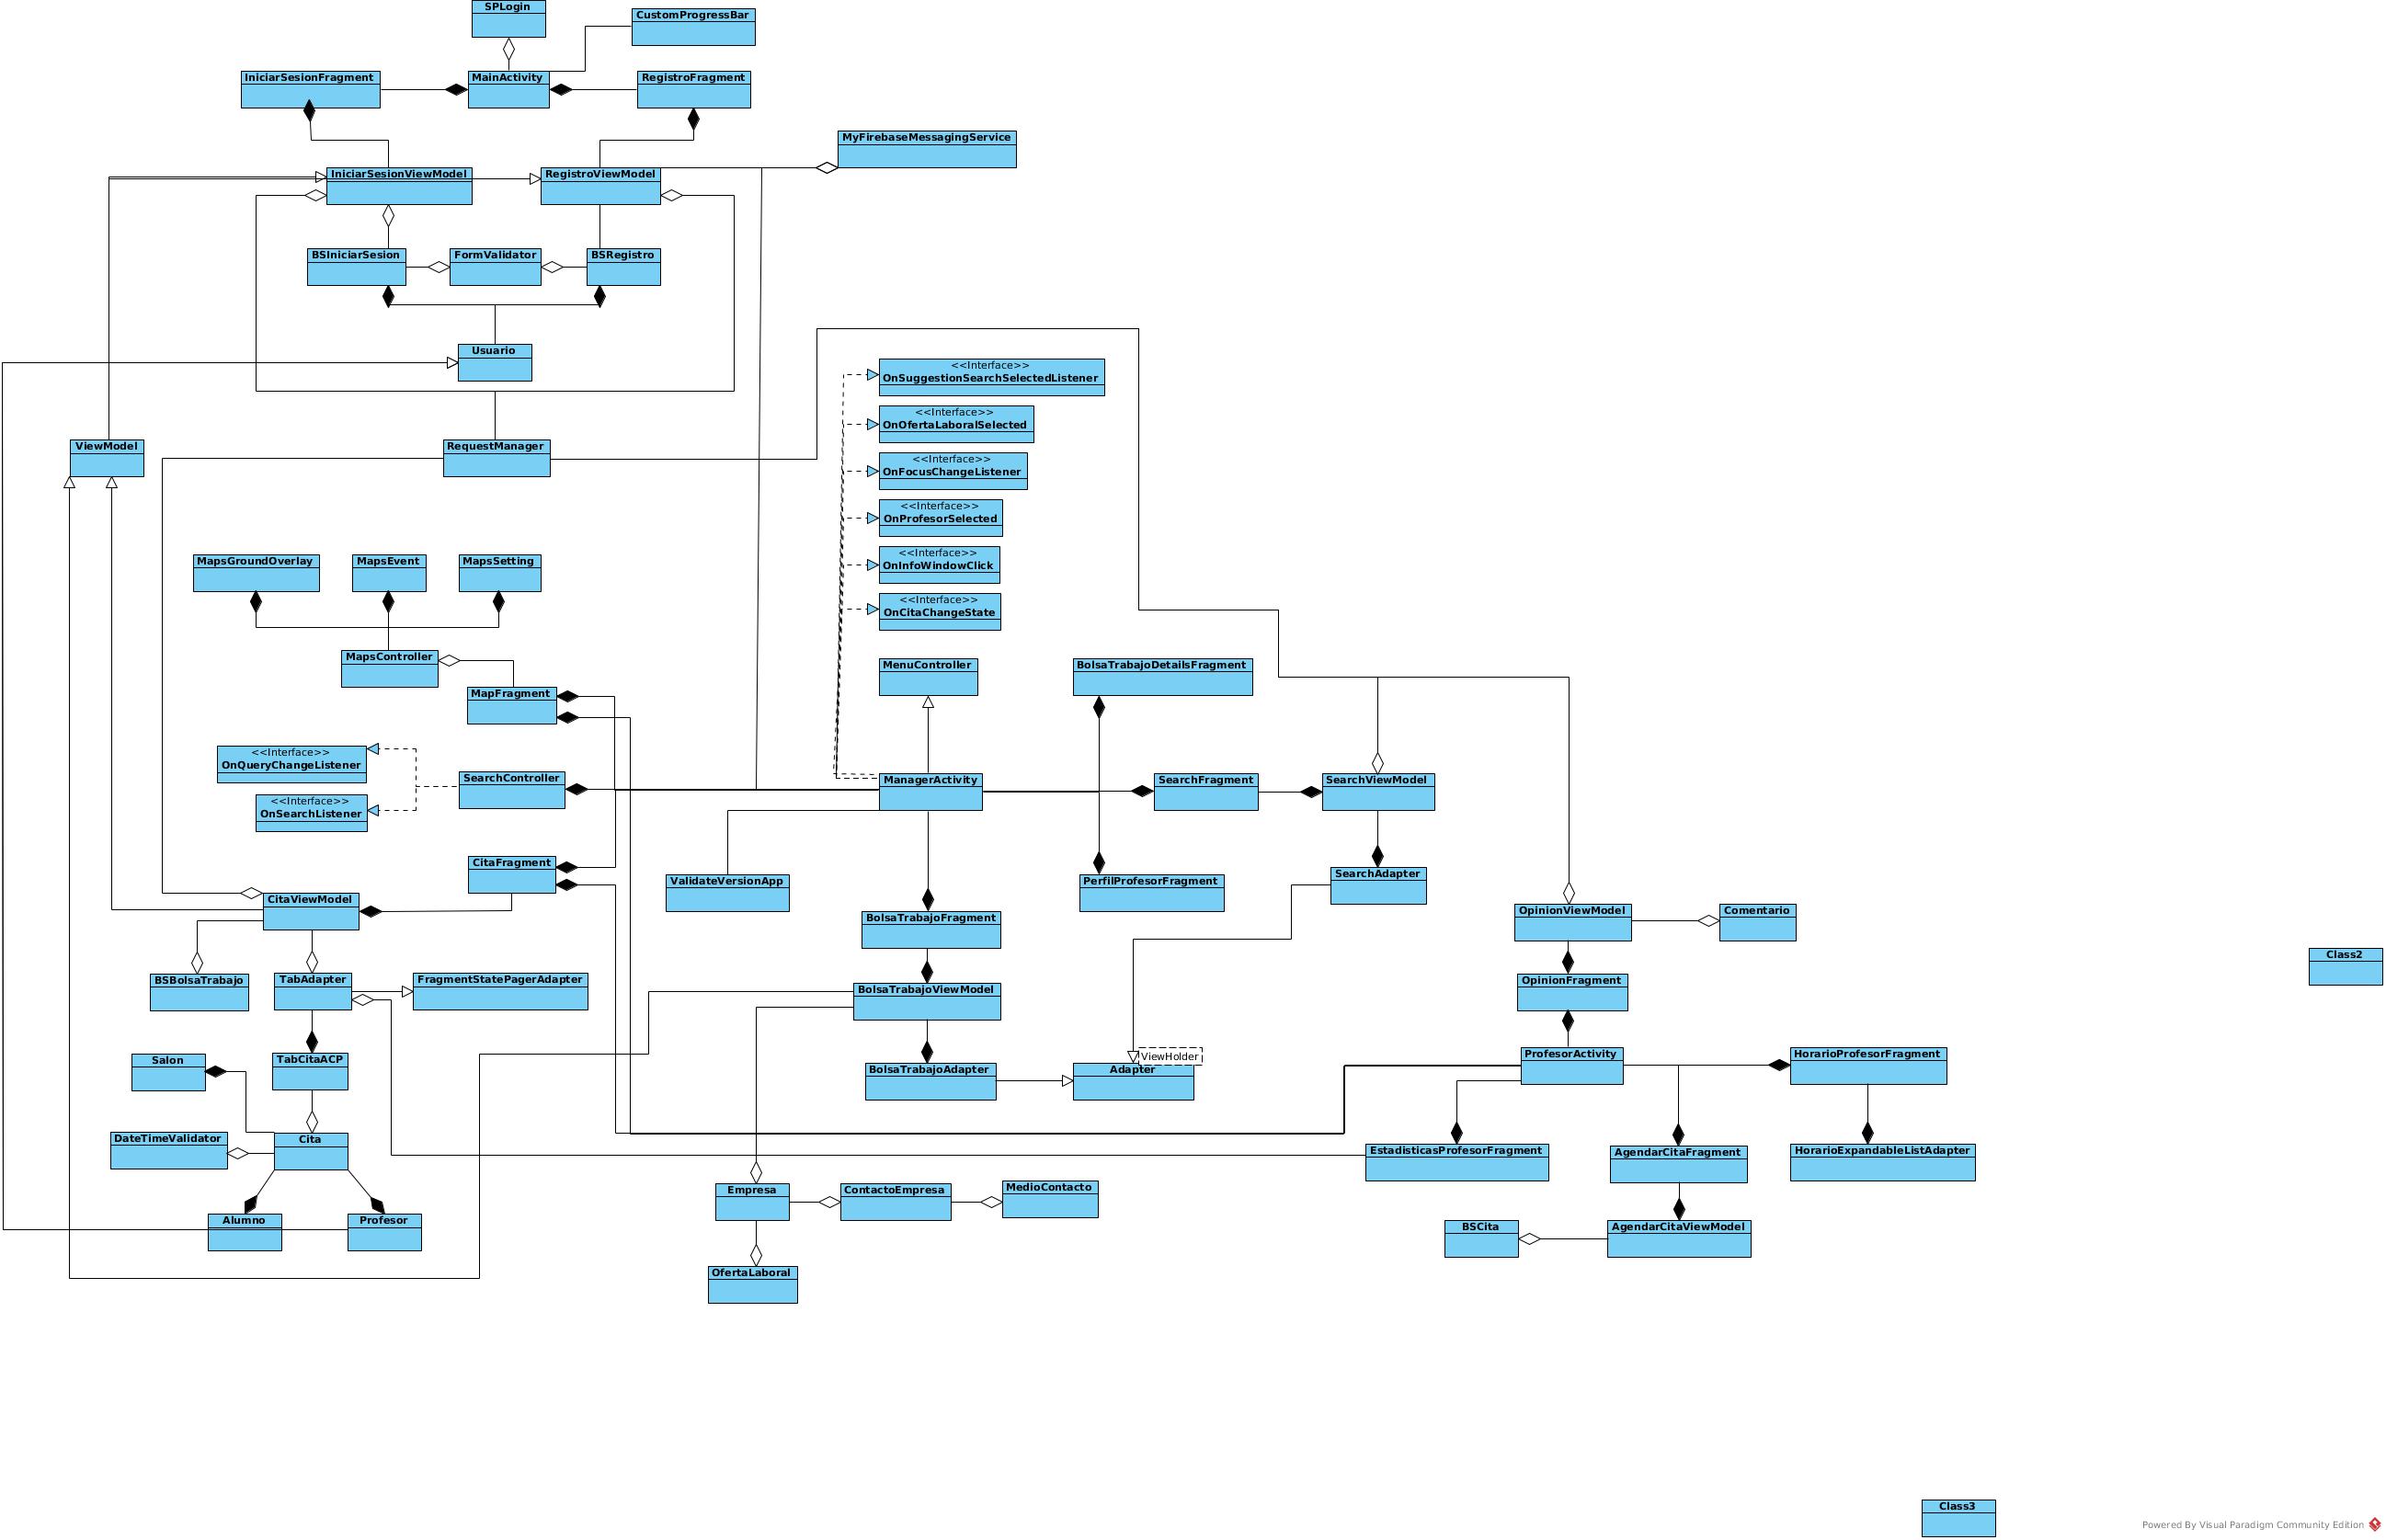 SPLogin
CustomProgressBar
IniciarSesionFragment
MainActivity
RegistroFragment
MyFirebaseMessagingService
IniciarSesionViewModel
RegistroViewModel
BSIniciarSesion
FormValidator
BSRegistro
Usuario
<<Interface>>
OnSuggestionSearchSelectedListener
<<Interface>>
OnOfertaLaboralSelected
ViewModel
RequestManager
<<Interface>>
OnFocusChangeListener
<<Interface>>
OnProfesorSelected
MapsGroundOverlay
MapsEvent
MapsSetting
<<Interface>>
OnInfoWindowClick
<<Interface>>
OnCitaChangeState
MapsController
MenuController
BolsaTrabajoDetailsFragment
MapFragment
<<Interface>>
OnQueryChangeListener
SearchController
ManagerActivity
SearchFragment
SearchViewModel
<<Interface>>
OnSearchListener
CitaFragment
ValidateVersionApp
PerfilProfesorFragment
SearchAdapter
CitaViewModel
BolsaTrabajoFragment
OpinionViewModel
Comentario
Class2
BSBolsaTrabajo
TabAdapter
FragmentStatePagerAdapter
BolsaTrabajoViewModel
OpinionFragment
Salon
TabCitaACP
BolsaTrabajoAdapter
ViewHolder
Adapter
ProfesorActivity
HorarioProfesorFragment
DateTimeValidator
Cita
EstadisticasProfesorFragment
AgendarCitaFragment
HorarioExpandableListAdapter
Empresa
ContactoEmpresa
MedioContacto
Alumno
Profesor
BSCita
AgendarCitaViewModel
OfertaLaboral
Class3
Powered By Visual Paradigm Community Edition